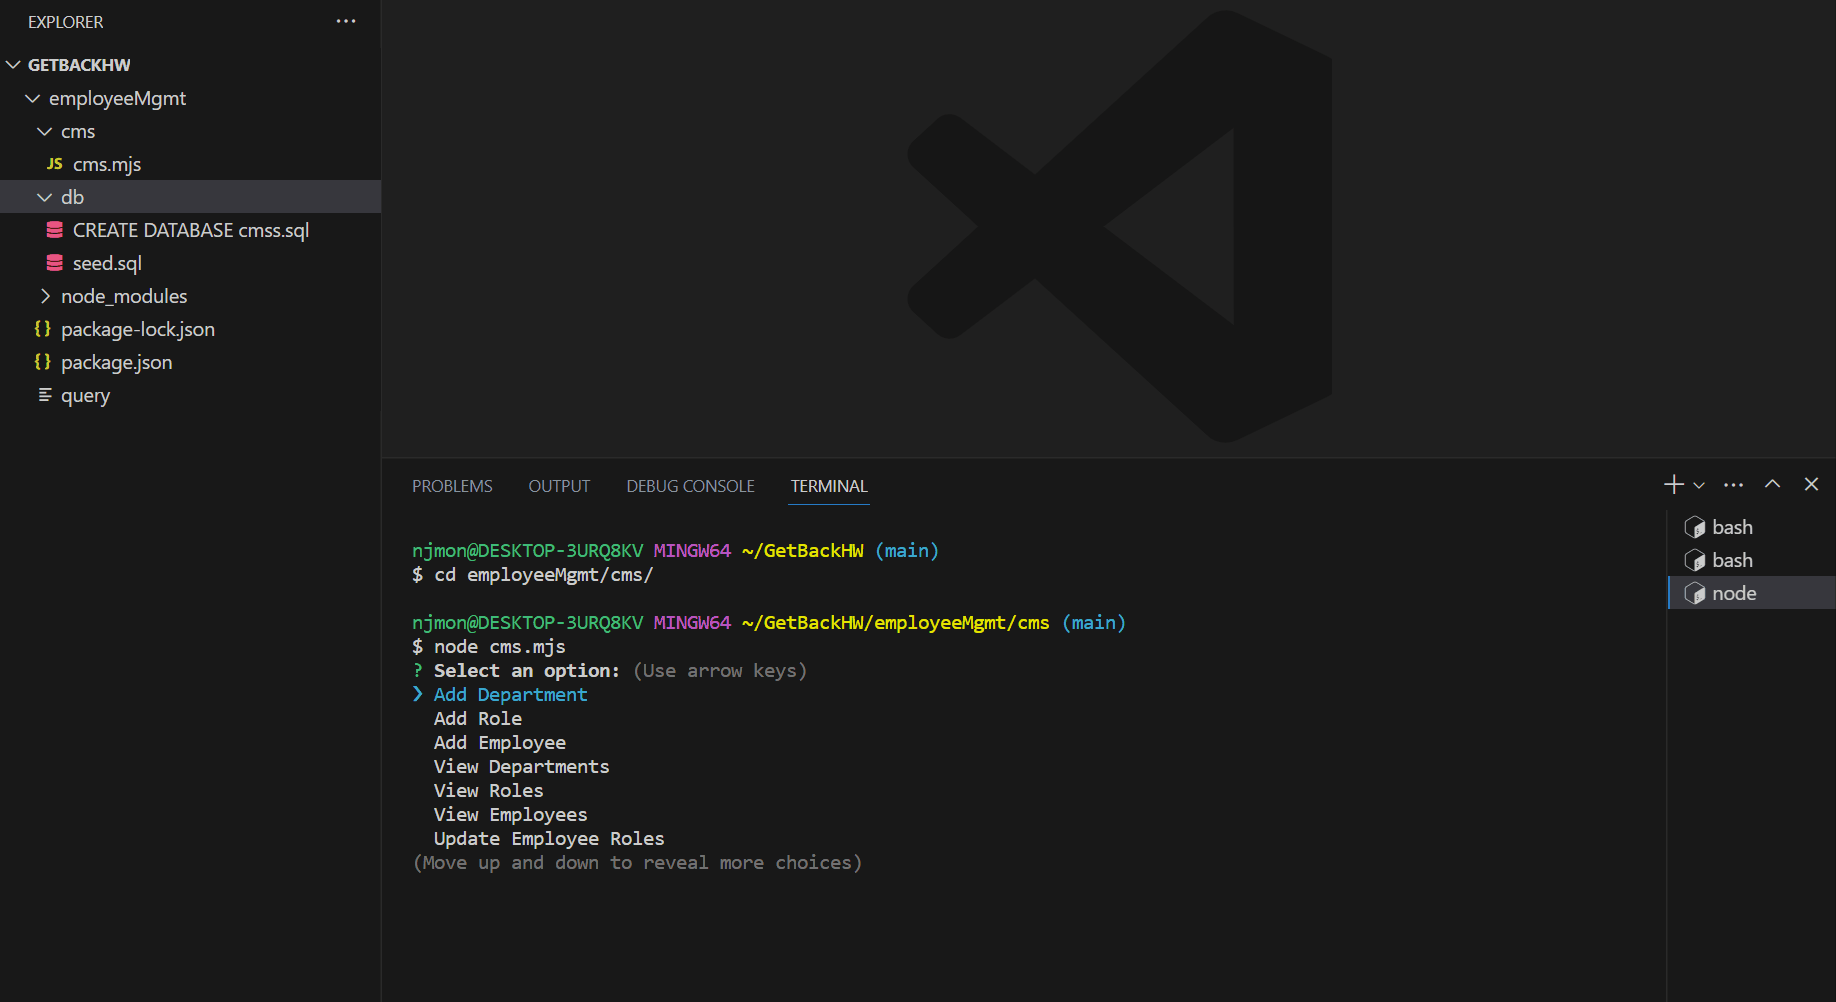 EXPLORER
GETBACKHW
employeeMgmt
cms
JS cms.mjs
db
CREATE DATABASE cmss.sql
seed.sql
node_modules
{} package-lock.json
{} package.json
query
PROBLEMS OUTPUT DEBUG CONSOLE TERMINAL
njmon@DESKTOP-3URQ8KV MINGW64 ~/GetBackHW (main)
$ cd employeeMgmt/cms/
njmon@DESKTOP-3URQ8KV MINGW64 ~/GetBackHW/employeeMgmt/cms (main)
$ node cms.mjs
? Select an option: (Use arrow keys)
❯ Add Department
Add Role
Add Employee
View Departments
View Roles
View Employees
Update Employee Roles
(Move up and down to reveal more choices)
bash
bash
node